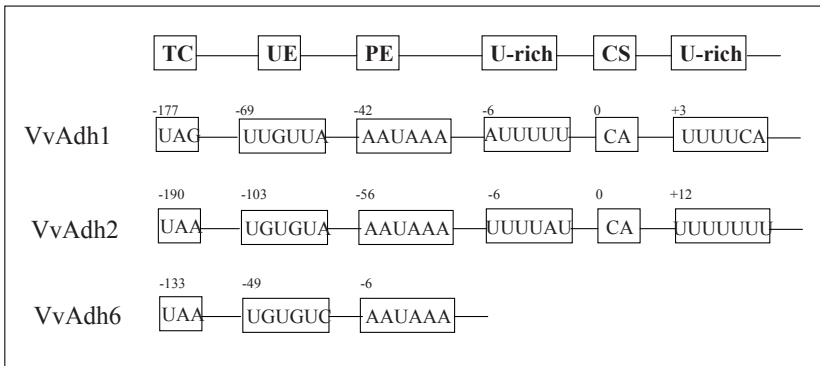 TC UE PE U-rich CS U-rich
-177 -69 -42 -6 0 +3
VvAdh1 UAG UUGUUA AAUAAA AUUUUU CA UUUUCA
-190 -103 -56 -6 0 +12
VvAdh2 UAA UGUGUA AAUAAA UUUUAU CA UUUUUUU
-133 -49 -6
VvAdh6 UAA UGUGUC AAUAAA